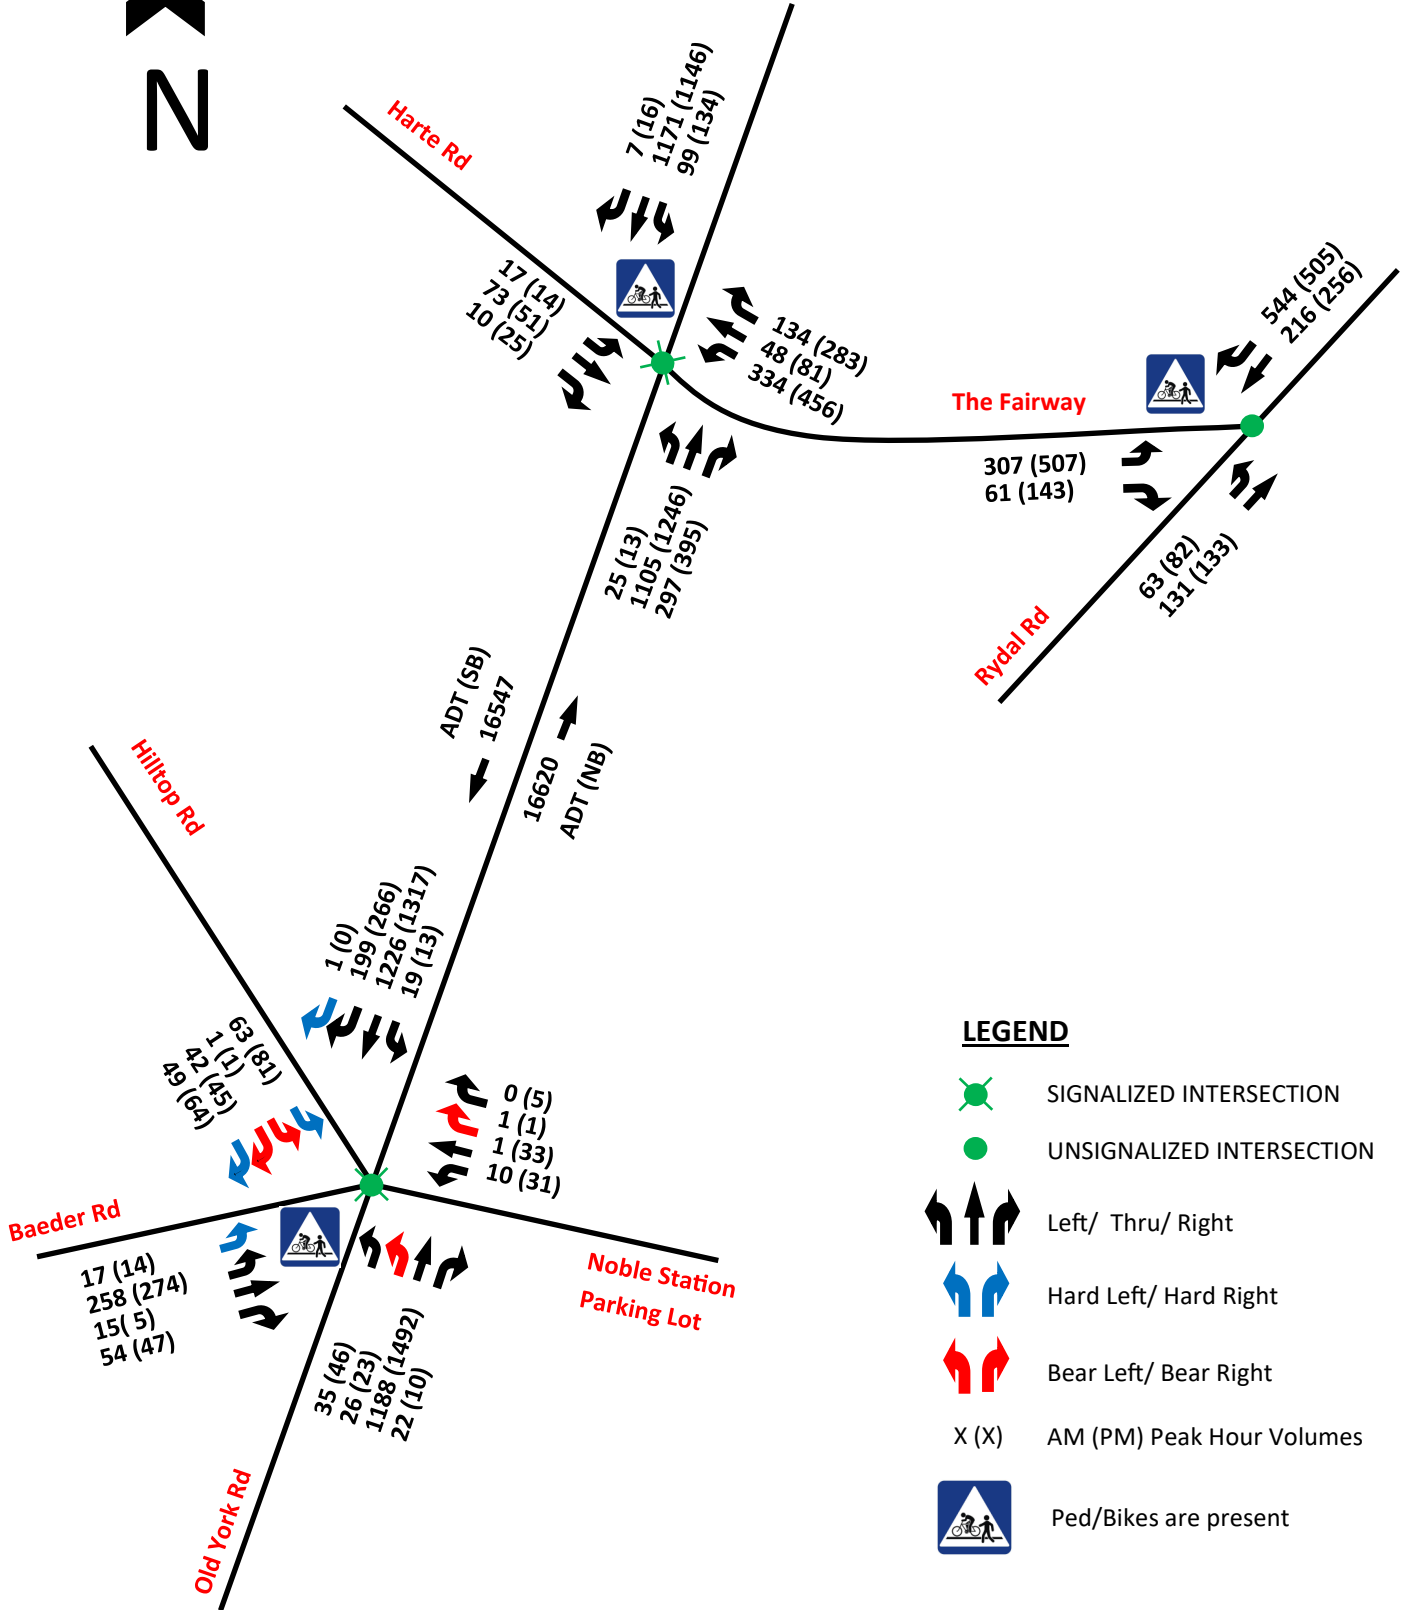 N
Harte Rd
7 (16)
1171 (1146)
99 (134)
17 (14)
73 (51)
10 (25)
134 (283)
48 (81)
334 (456)
544 (505)
216 (256)
The Fairway
307 (507)
61 (143)
25 (13)
1105 (1246)
297 (395)
63 (82)
131 (133)
Rydal Rd
ADT (SB)
16547
16620
ADT (NB)
Hilltop Rd
1 (0)
199 (266)
1226 (1317)
19 (13)
63 (81)
1 (1)
42 (45)
49 (64)
0 (5)
1 (1)
1 (33)
10 (31)
Baeder Rd
17 (14)
258 (274)
15( 5)
54 (47)
Noble Station
Parking Lot
35 (46)
26 (23)
1188 (1492)
22 (10)
Old York Rd
LEGEND
SIGNALIZED INTERSECTION
UNSIGNALIZED INTERSECTION
Left/ Thru/ Right
Hard Left/ Hard Right
Bear Left/ Bear Right
X (X) AM (PM) Peak Hour Volumes
Ped/Bikes are present